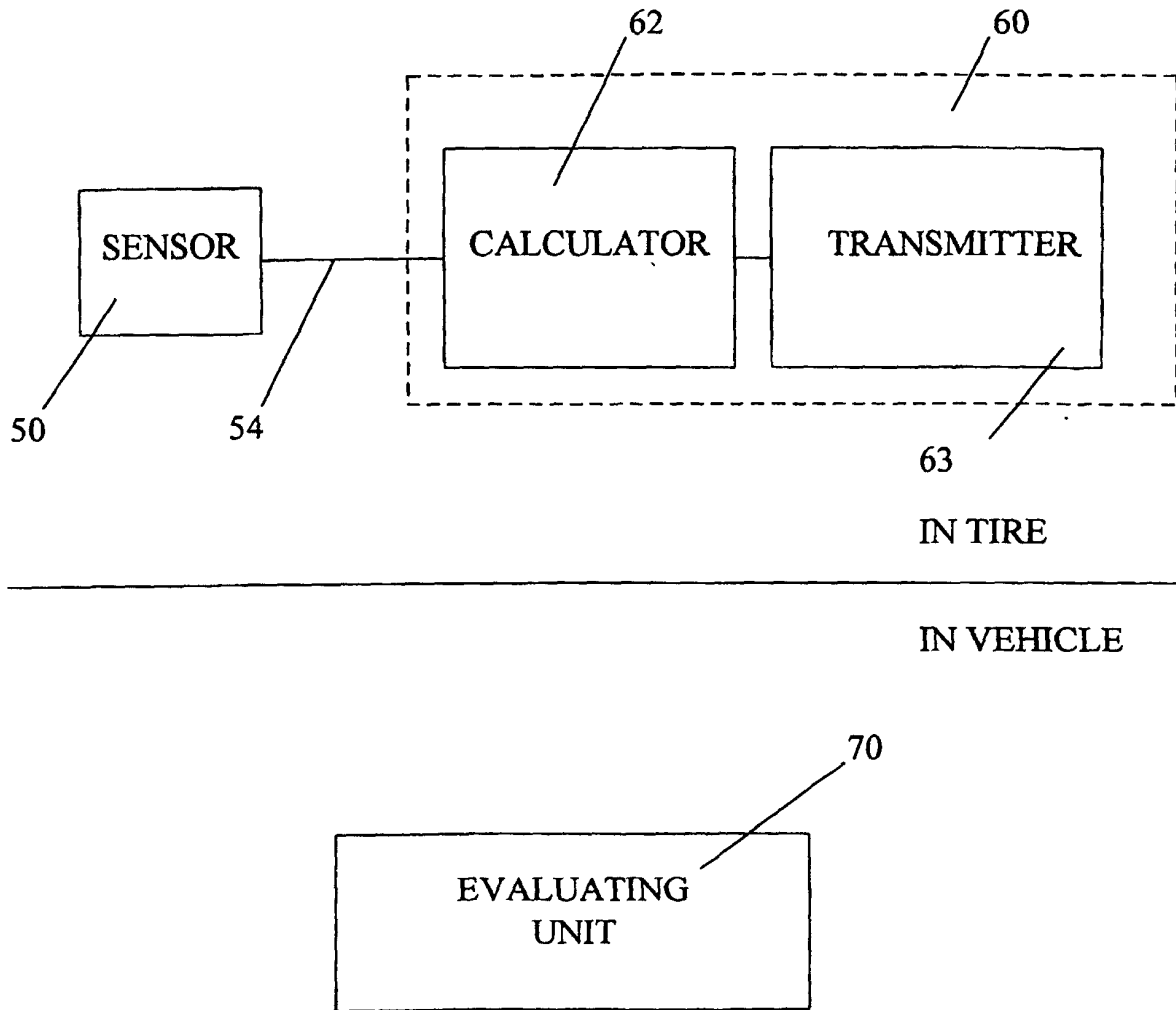 62
60
SENSOR
CALCULATOR
TRANSMITTER
50
54
63
IN TIRE
IN VEHICLE
70
EVALUATING
UNIT